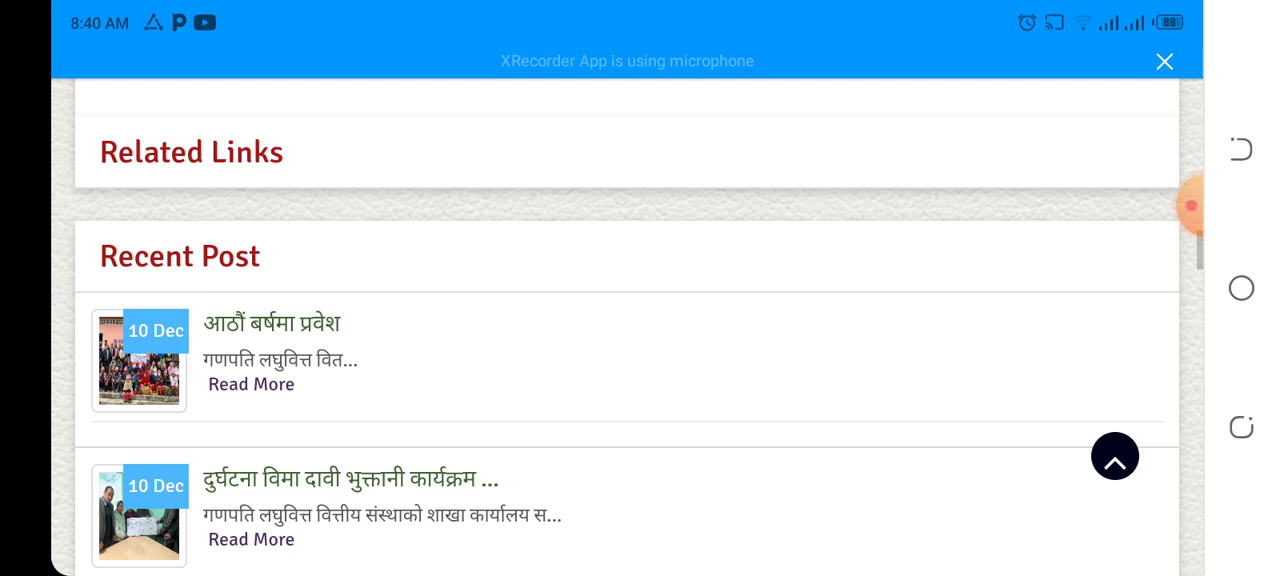 8:40 AM
88
XRecorder App is using microphone
Related Links
Recent Post
10 Dec
आठौं बर्षमा प्रवेश
गणपति लघुवित्त वित...
Read More
10 Dec
दुर्घटना विमा दावी भुक्तानी कार्यक्रम ...
गणपति लघुवित्त वित्तीय संस्थाको शाखा कार्यालय स...
Read More